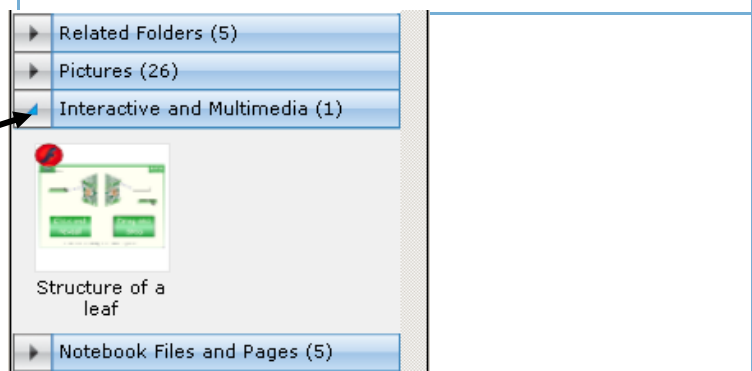 Related Folders (5)
Pictures (26)
Interactive and Multimedia (1)
Structure of a
leaf
Notebook Files and Pages (5)